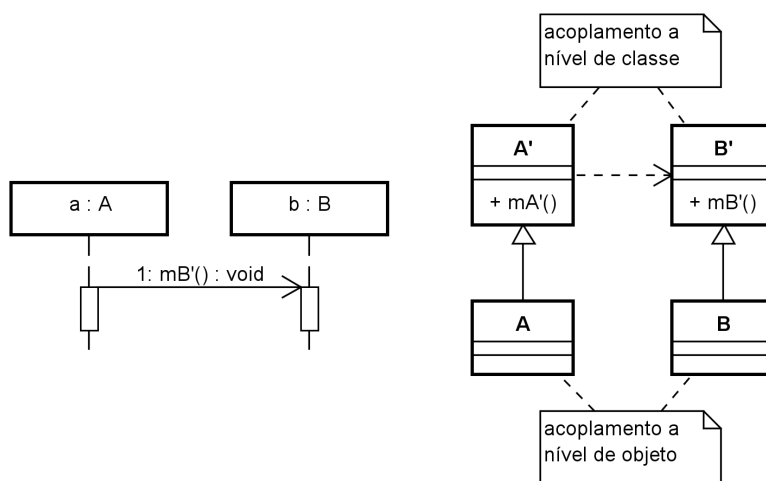 acoplamento a
nível de classe
A'
B'
+ mA'()
+ mB'()
a : A
b : B
1: mB'() : void
A
B
acoplamento a
nível de objeto